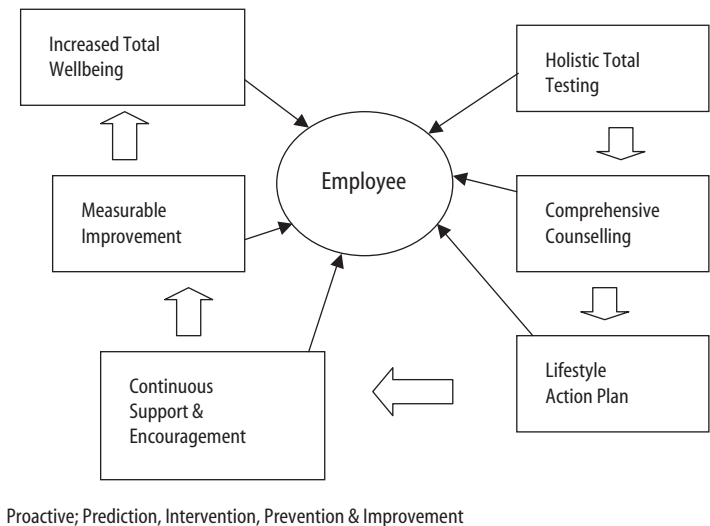 Increased Total
Wellbeing
Holistic Total
Testing
Employee
Measurable
Improvement
Comprehensive
Counselling
Continuous
Support &
Encouragement
Lifestyle
Action Plan
Proactive; Prediction, Intervention, Prevention & Improvement